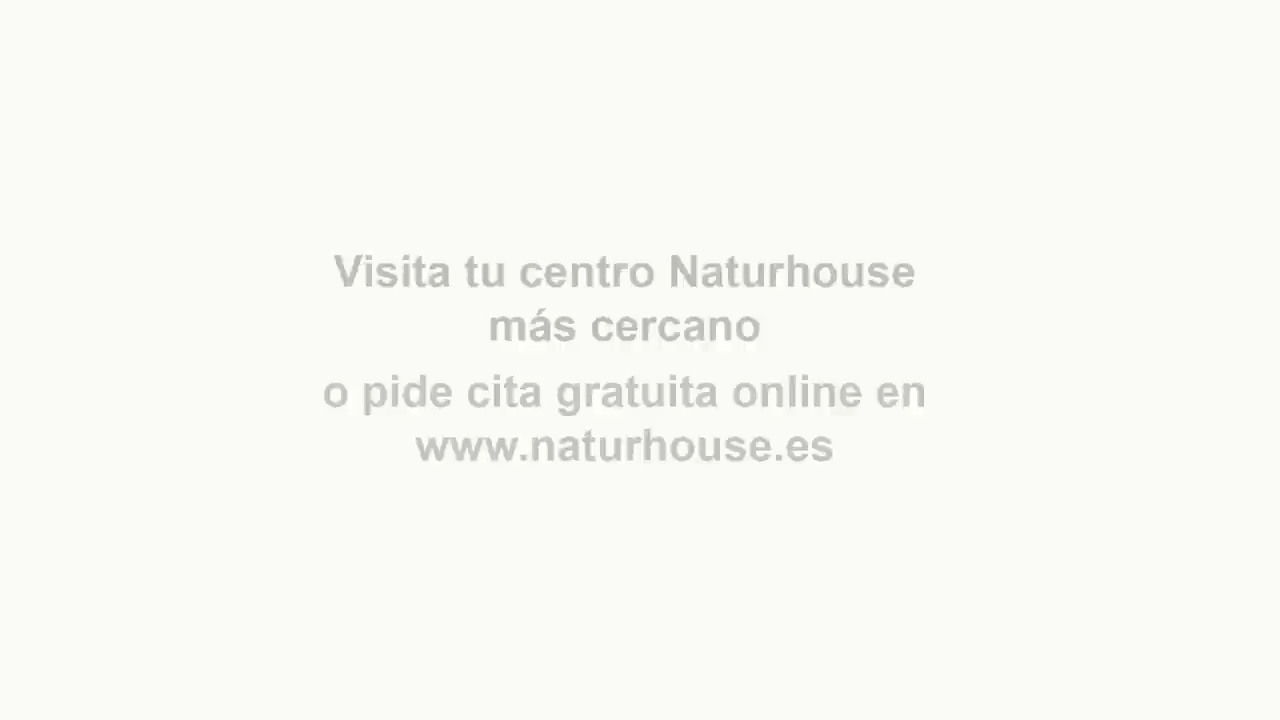 Visita tu centro Naturhouse
más cercano
o pide cita gratuita online en
www.naturhouse.es